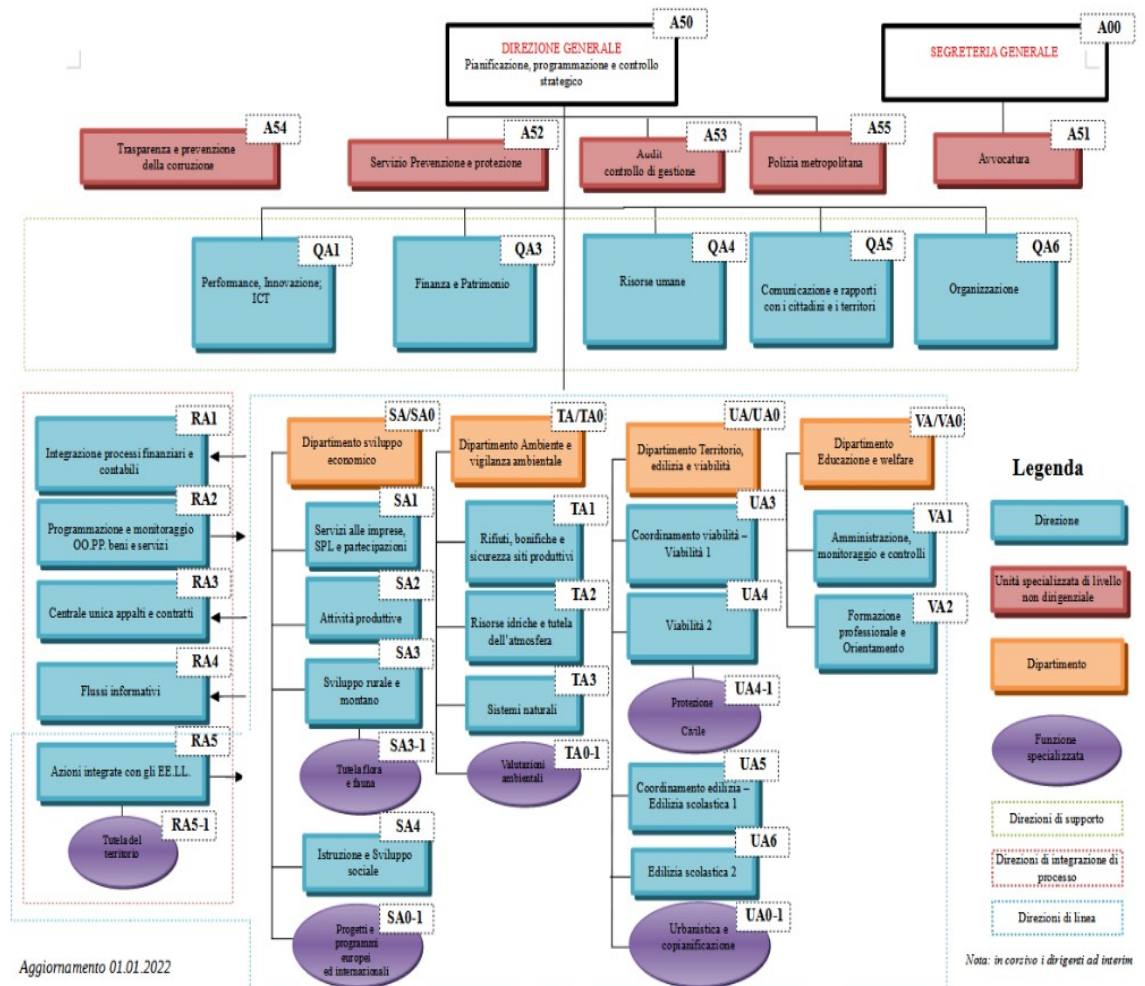 A50
DIREZIONE GENERALE
Pianificazione, programmazione e controllo
strategico
A00
SEGRETERIA GENERALE
A54
Trasparenza e prevenzione
della corruzione
A52
Servizio Prevenzione e protezione
A53
Audit
controllo di gestione
A55
Polizia metropolitana
A51
Avvocatura
QA1
Performance, Innovazione;
ICT
QA3
Finanza e Patrimonio
QA4
Risorse umane
QA5
Comunicazione e rapporti
con i cittadini e i territori
QA6
Organizzazione
RA1
Integrazione processi finanziari e
contabili
RA2
Programmazione e monitoraggio
OO.PP. beni e servizi
RA3
Centrale unica appalti e contratti
RA4
Flussi informativi
RA5
Azioni integrate con gli EE.LL.
RA5-1
Tutela del
territorio
SA/SA0
Dipartimento sviluppo
economico
SA1
Servizi alle imprese,
SPL e partecipazioni
SA2
Attività produttive
SA3
Sviluppo rurale e
montano
SA3-1
Tutela flora
e fauna
SA4
Istruzione e Sviluppo
sociale
SA0-1
Progetti e
programmi
europei
ed internazionali
TA/TA0
Dipartimento Ambiente e
vigilanza ambientale
TA1
Rifiuti, bonifiche e
sicurezza siti produttivi
TA2
Risorse idriche e tutela
dell'atmosfera
TA3
Sistemi naturali
TA0-1
Valutazioni
ambientali
UA/UA0
Dipartimento Territorio,
edilizia e viabilità
UA3
Coordinamento viabilità –
Viabilità 1
UA4
Viabilità 2
UA4-1
Protezione
Civile
UA5
Coordinamento edilizia –
Edilizia scolastica 1
UA6
Edilizia scolastica 2
UA0-1
Urbanistica e
copianificazione
VA/VA0
Dipartimento
Educazione e welfare
VA1
Amministrazione,
monitoraggio e controlli
VA2
Formazione
professionale e
Orientamento
Legenda
Direzione
Unità specializzata di livello
non dirigenziale
Dipartimento
Funzione
specializzata
Direzioni di supporto
Direzioni di integrazione di
processo
Direzioni di linea
Aggiornamento 01.01.2022
Nota: in corsivo i dirigenti ad interim